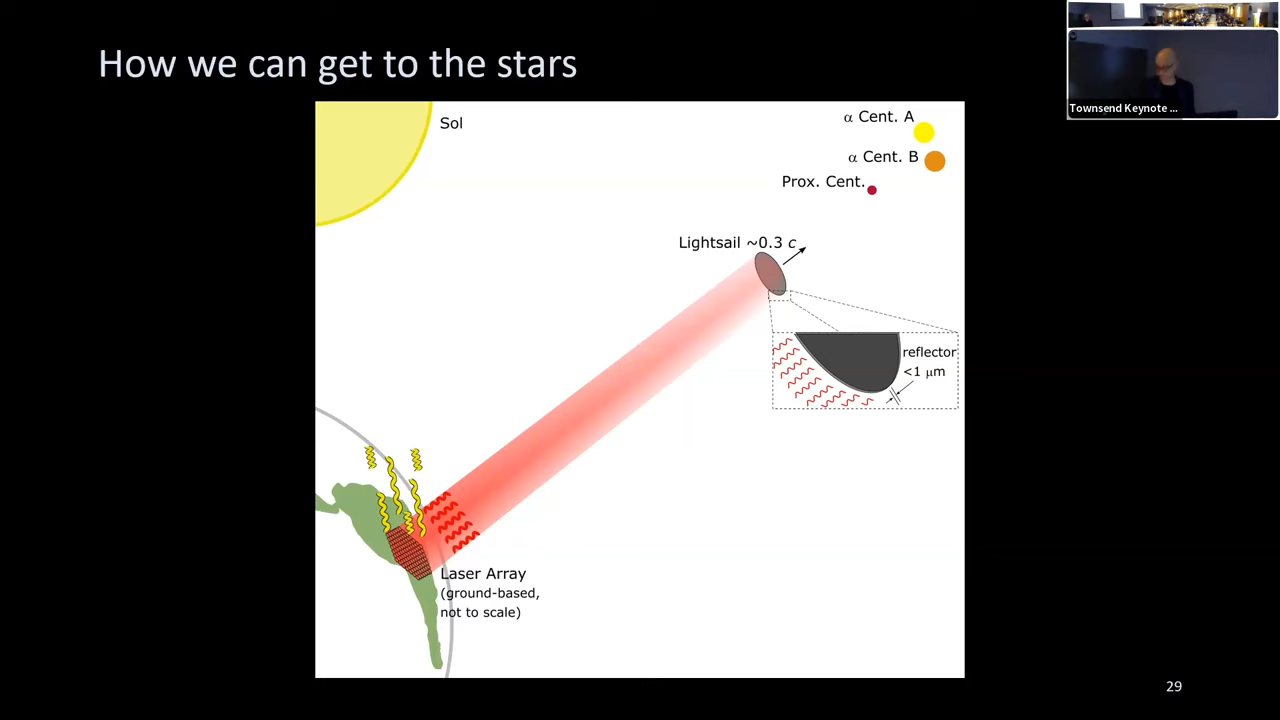 How we can get to the stars
Townsend Keynote ...
Sol
α Cent. A
α Cent. B
Prox. Cent.
Lightsail ~0.3 c
reflector
<1 μm
Laser Array
(ground-based,
not to scale)
29